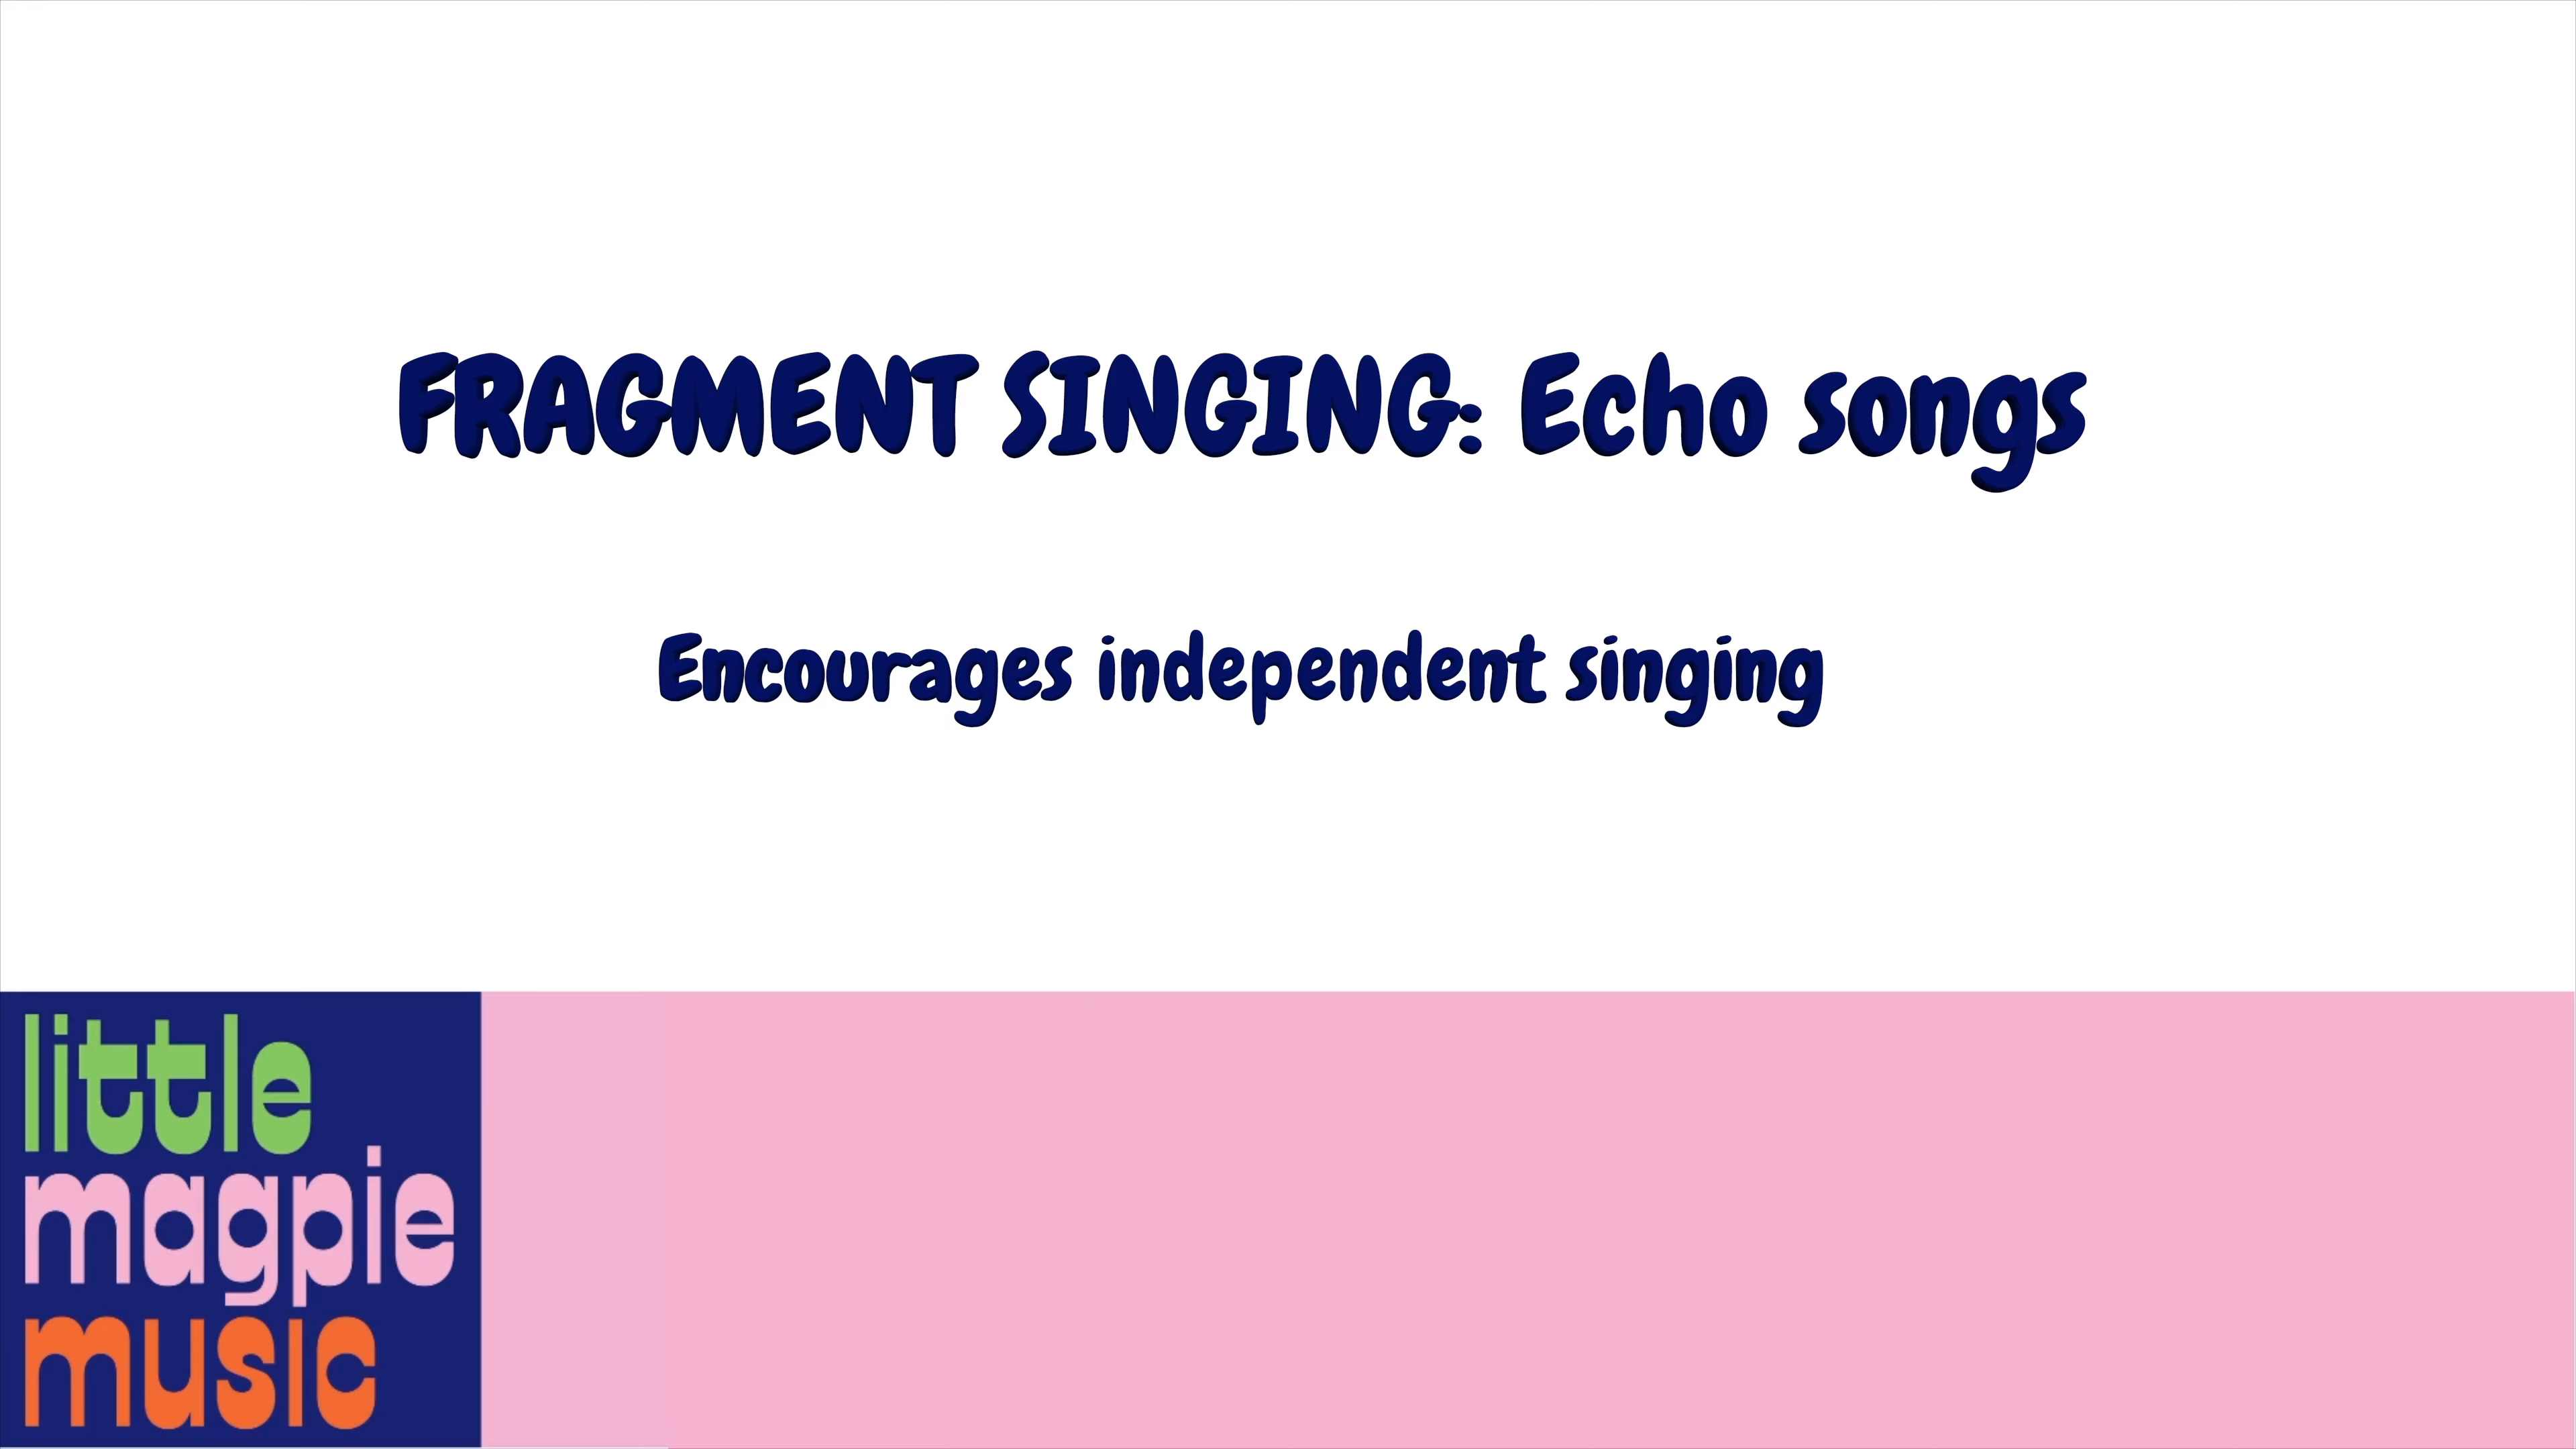 FRAGMENT SINGING: Echo songs
Encourages independent singing
little
magpie
music